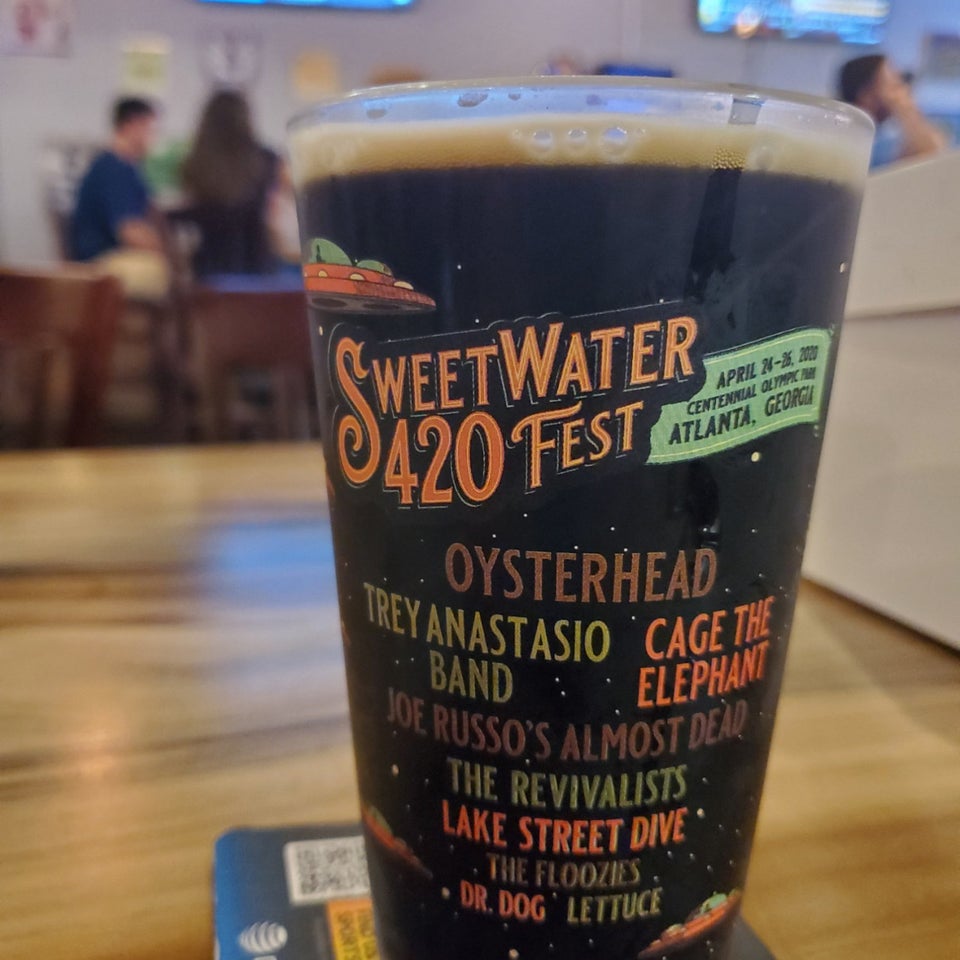 SWEETWATER
420 FEST
APRIL 24-26, 2020
CENTENNIAL OLYMPIC PARK
ATLANTA, GEORGIA
OYSTERHEAD
TREY ANASTASIO
BAND
CAGE THE
ELEPHANT
JOE RUSSO'S ALMOST DEAD
THE REVIVALISTS
LAKE STREET DIVE
THE FLOOZIES
DR. DOG LETTUCE